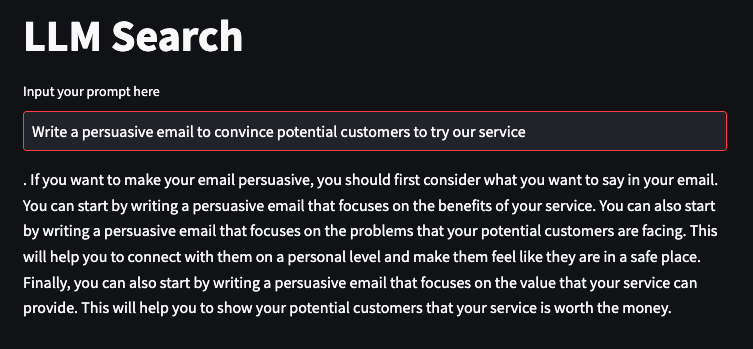 LLM Search
Input your prompt here
Write a persuasive email to convince potential customers to try our service
. If you want to make your email persuasive, you should first consider what you want to say in your email.
You can start by writing a persuasive email that focuses on the benefits of your service. You can also start
by writing a persuasive email that focuses on the problems that your potential customers are facing. This
will help you to connect with them on a personal level and make them feel like they are in a safe place.
Finally, you can also start by writing a persuasive email that focuses on the value that your service can
provide. This will help you to show your potential customers that your service is worth the money.